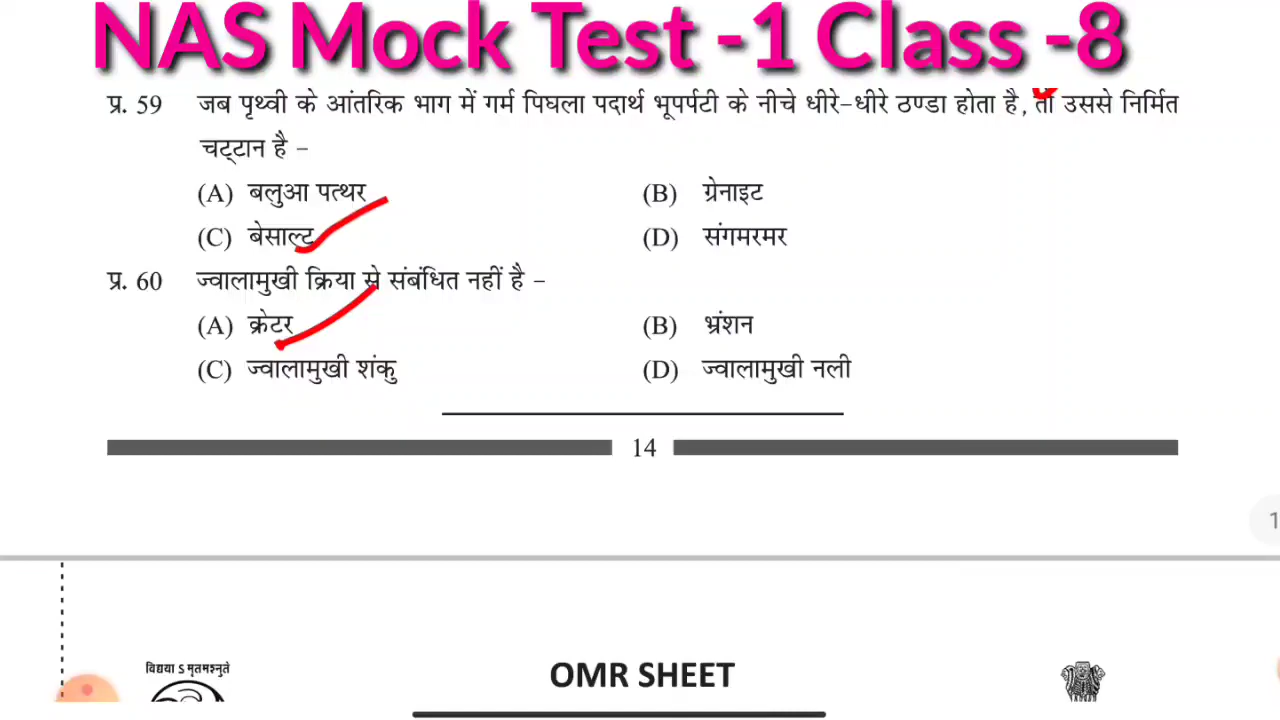 NAS Mock Test -1 Class -8
प्र. 59 जब पृथ्वी के आंतरिक भाग में गर्म पिघला पदार्थ भूपर्पटी के नीचे धीरे-धीरे ठण्डा होता है, तो उससे निर्मित
चट्टान है -
(A) बलुआ पत्थर (B) ग्रेनाइट
(C) बेसाल्ट (D) संगमरमर
प्र. 60 ज्वालामुखी क्रिया से संबंधित नहीं है -
(A) क्रेटर (B) भ्रंशन
(C) ज्वालामुखी शंकु (D) ज्वालामुखी नली
14
1
विद्यया ऽ मृतमश्नुते
OMR SHEET